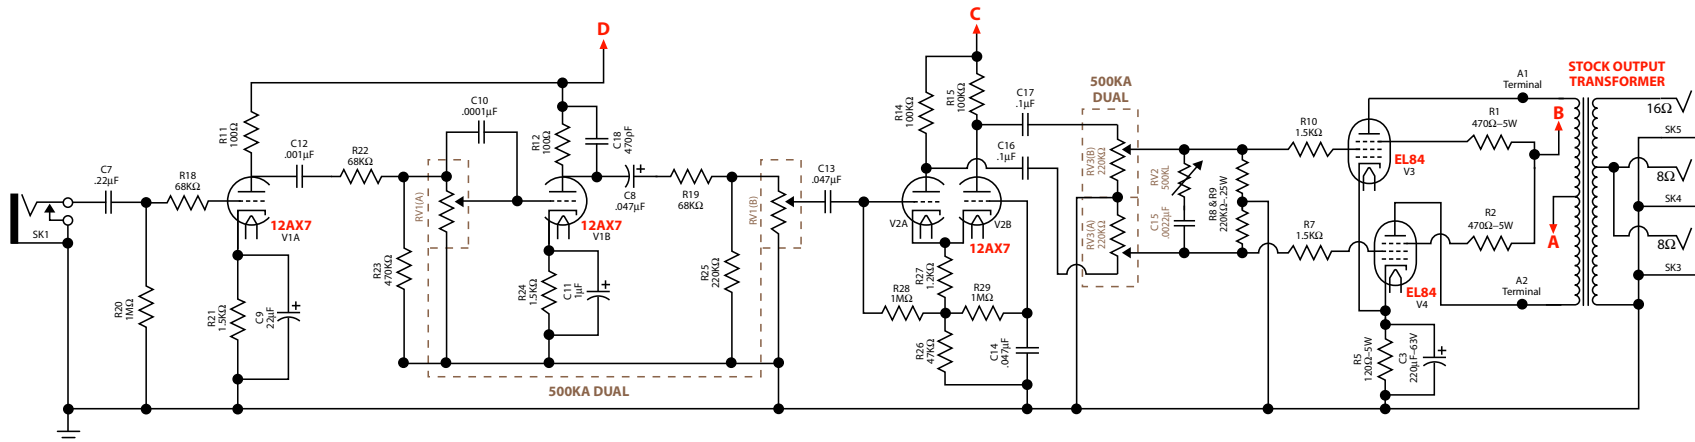 SK1
C7
.22µF
R18
68KΩ
R20
1MΩ
R11
100Ω
12AX7
V1A
R21
1.5KΩ
C9
22µF
+
C12
.001µF
R22
68KΩ
R23
470KΩ
RV1(A)
C10
.0001µF
D
R12
100Ω
C18
470pF
12AX7
V1B
R24
1.5KΩ
C11
1µF
+
+
C8
.047µF
R19
68KΩ
R25
220KΩ
RV1(B)
500KA DUAL
C13
.047µF
C
R14
100KΩ
R15
100KΩ
V2A
V2B
12AX7
R27
1.2KΩ
R28
1MΩ
R29
1MΩ
R26
47KΩ
C14
.047µF
C17
.1µF
C16
.1µF
500KA
DUAL
RV3(B)
220KΩ
RV3(A)
220KΩ
RV2
500KL
C15
.0022µF
R8 & R9
220KΩ–.25W
R10
1.5KΩ
R7
1.5KΩ
EL84
V3
EL84
V4
R5
120Ω–5W
C3
220µF–63V
+
A1
Terminal
R1
470Ω–5W
B
R2
470Ω–5W
A
A2
Terminal
STOCK OUTPUT
TRANSFORMER
16Ω
SK5
8Ω
SK4
8Ω
SK3